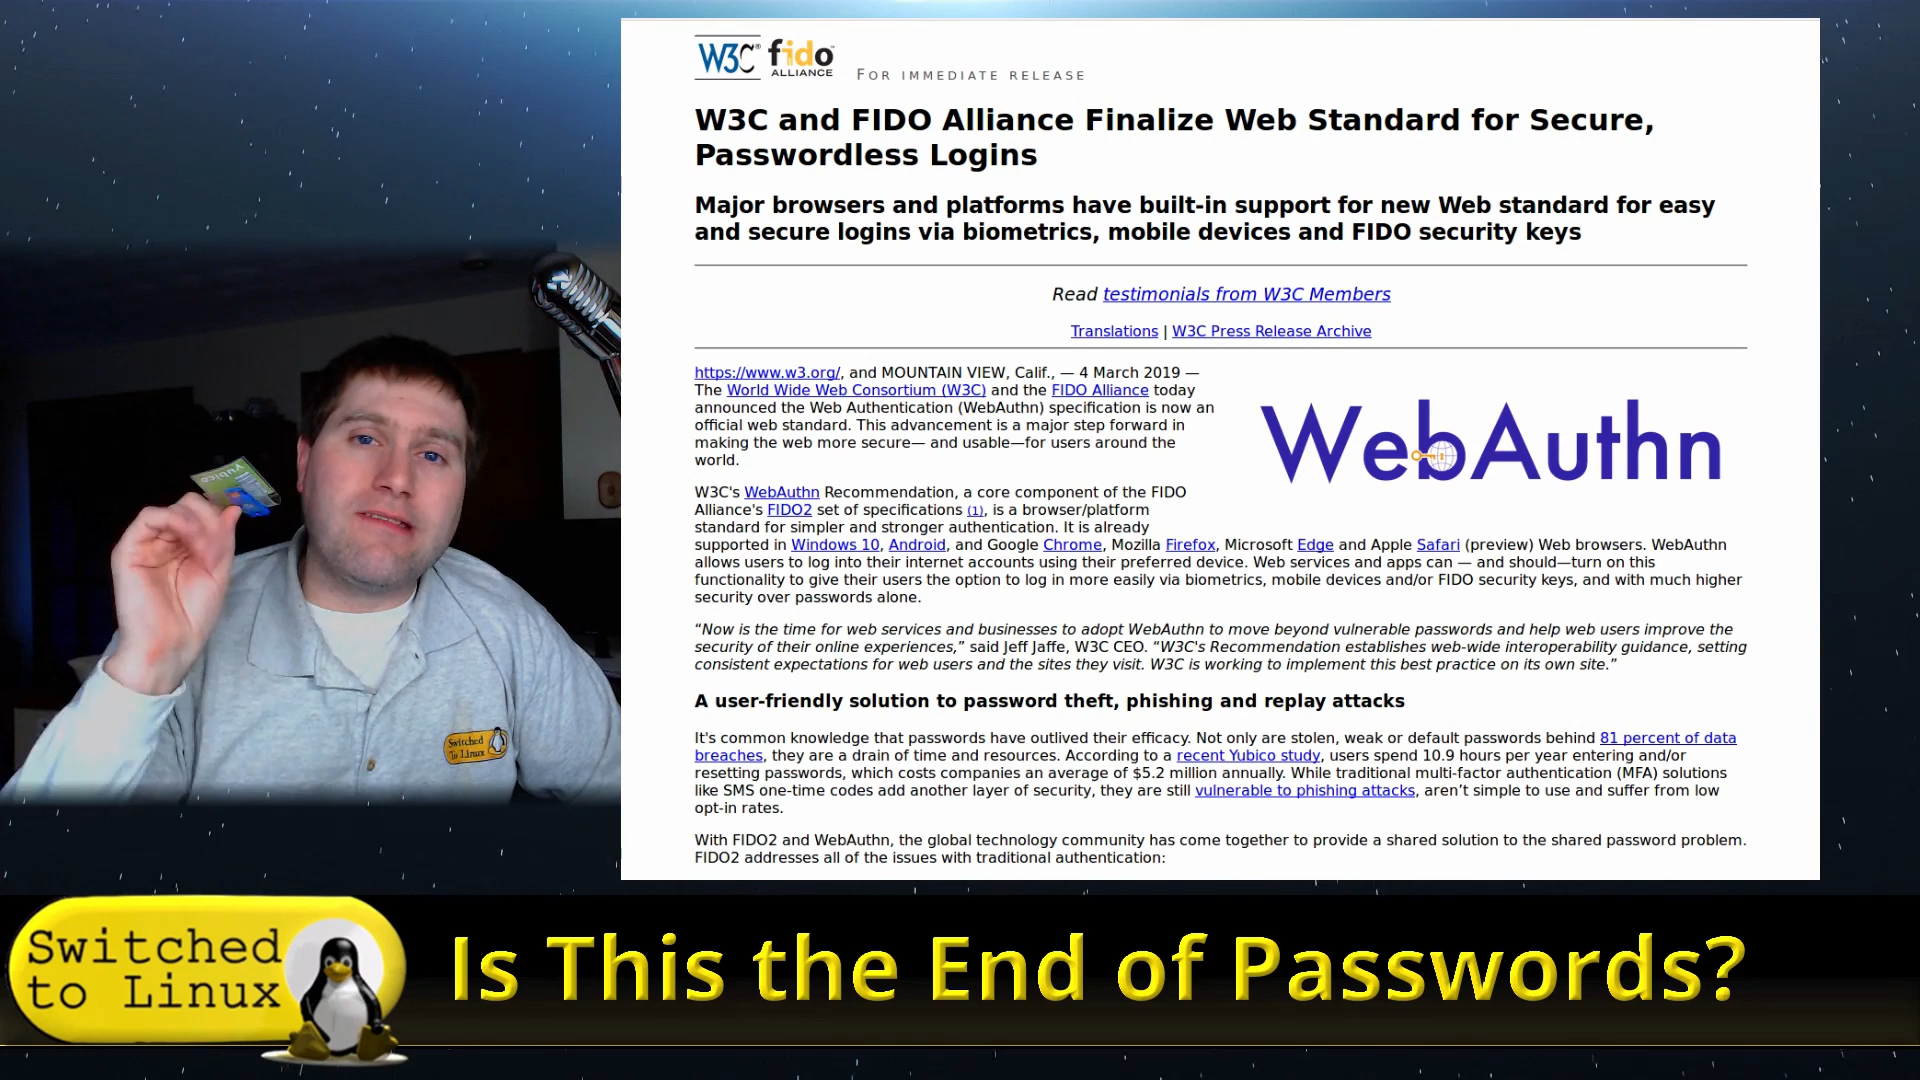 W3C® fido
ALLIANCE
FOR IMMEDIATE RELEASE
W3C and FIDO Alliance Finalize Web Standard for Secure,
Passwordless Logins
Major browsers and platforms have built-in support for new Web standard for easy
and secure logins via biometrics, mobile devices and FIDO security keys
Read testimonials from W3C Members
Translations | W3C Press Release Archive
https://www.w3.org/, and MOUNTAIN VIEW, Calif., — 4 March 2019 —
The World Wide Web Consortium (W3C) and the FIDO Alliance today
announced the Web Authentication (WebAuthn) specification is now an
official web standard. This advancement is a major step forward in
making the web more secure— and usable—for users around the
world.
WebAuthn
W3C's WebAuthn Recommendation, a core component of the FIDO
Alliance's FIDO2 set of specifications (1), is a browser/platform
standard for simpler and stronger authentication. It is already
supported in Windows 10, Android, and Google Chrome, Mozilla Firefox, Microsoft Edge and Apple Safari (preview) Web browsers. WebAuthn
allows users to log into their internet accounts using their preferred device. Web services and apps can — and should—turn on this
functionality to give their users the option to log in more easily via biometrics, mobile devices and/or FIDO security keys, and with much higher
security over passwords alone.
“Now is the time for web services and businesses to adopt WebAuthn to move beyond vulnerable passwords and help web users improve the
security of their online experiences,” said Jeff Jaffe, W3C CEO. “W3C's Recommendation establishes web-wide interoperability guidance, setting
consistent expectations for web users and the sites they visit. W3C is working to implement this best practice on its own site.”
A user-friendly solution to password theft, phishing and replay attacks
It's common knowledge that passwords have outlived their efficacy. Not only are stolen, weak or default passwords behind 81 percent of data
breaches, they are a drain of time and resources. According to a recent Yubico study, users spend 10.9 hours per year entering and/or
resetting passwords, which costs companies an average of $5.2 million annually. While traditional multi-factor authentication (MFA) solutions
like SMS one-time codes add another layer of security, they are still vulnerable to phishing attacks, aren’t simple to use and suffer from low
opt-in rates.
With FIDO2 and WebAuthn, the global technology community has come together to provide a shared solution to the shared password problem.
FIDO2 addresses all of the issues with traditional authentication:
yubico
Switched
To Linux
Switched
to Linux
Is This the End of Passwords?